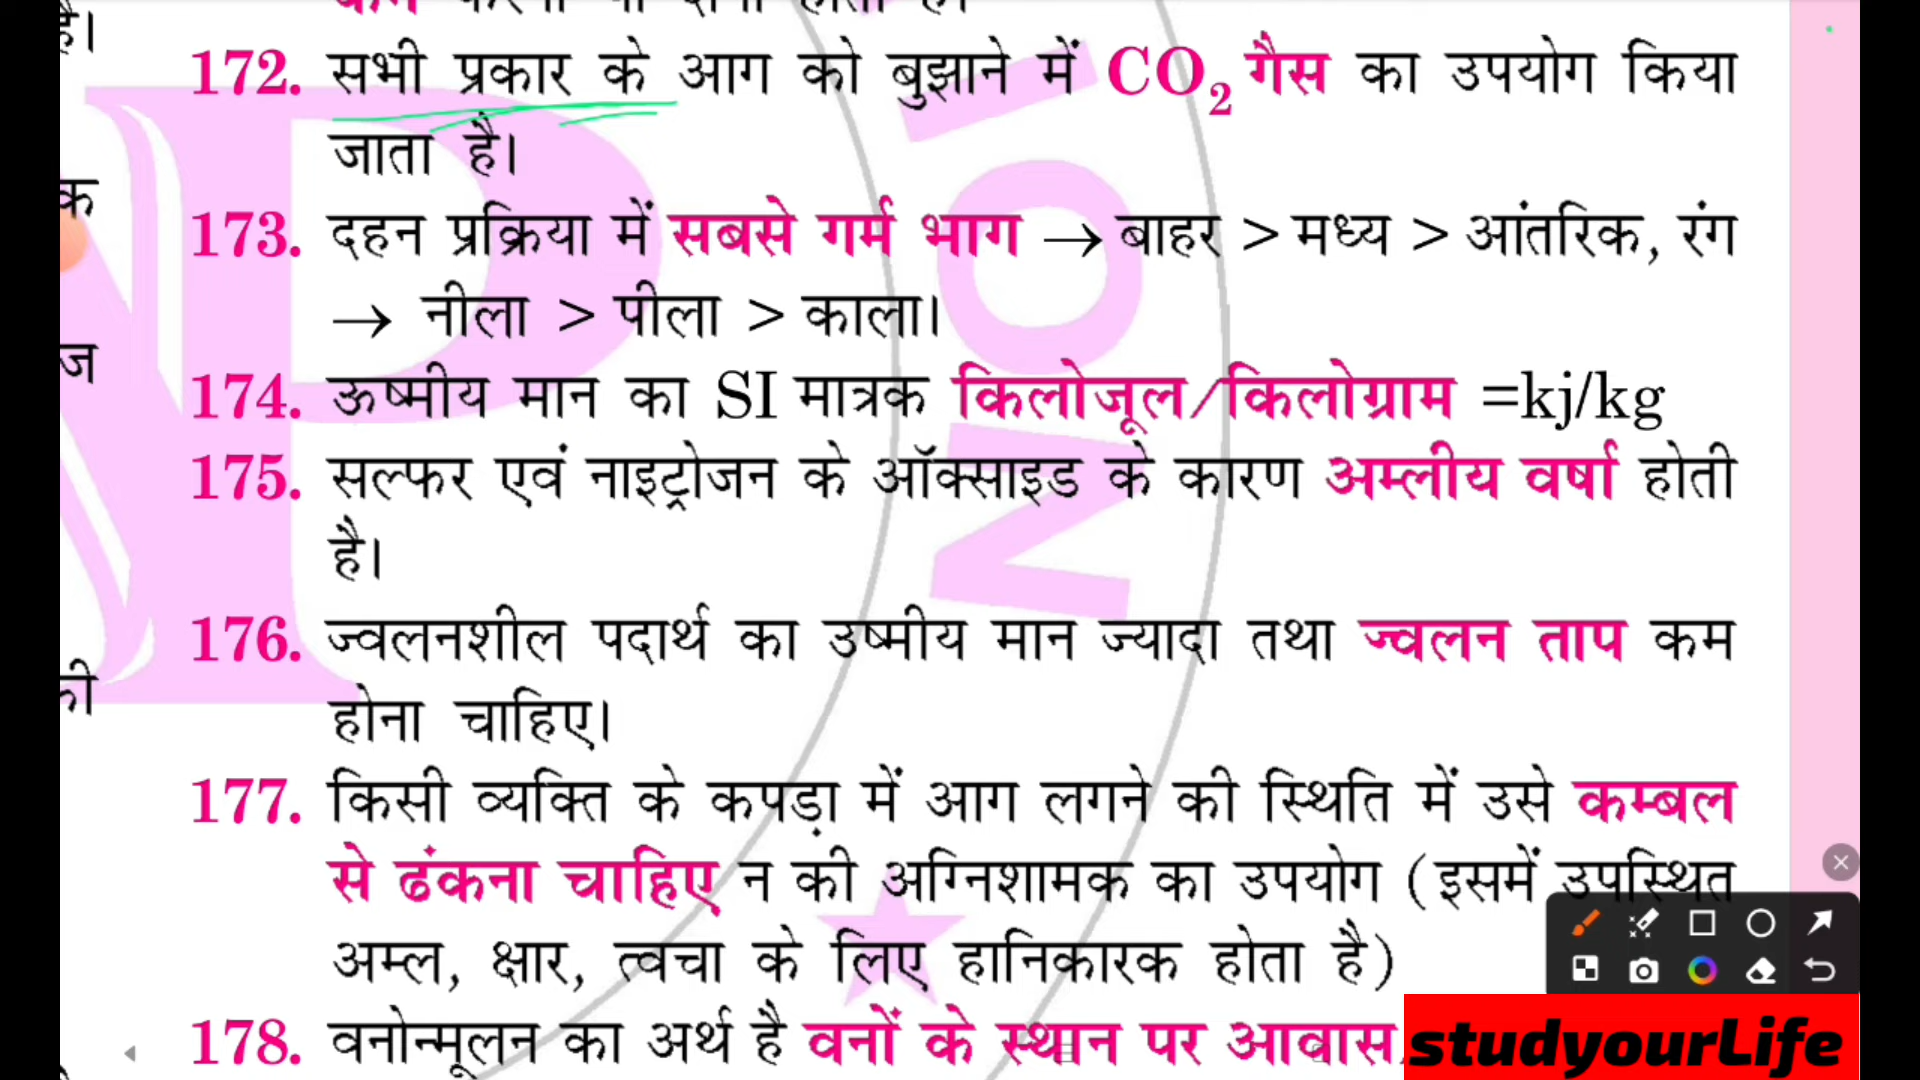 है।
172. सभी प्रकार के आग को बुझाने में CO2 गैस का उपयोग किया
जाता है।
क
173. दहन प्रक्रिया में सबसे गर्म भाग → बाहर > मध्य > आंतरिक, रंग
→ नीला > पीला > काला।
ज
174. ऊष्मीय मान का SI मात्रक किलोजूल/किलोग्राम =kj/kg
175. सल्फर एवं नाइट्रोजन के ऑक्साइड के कारण अम्लीय वर्षा होती
है।
176. ज्वलनशील पदार्थ का उष्मीय मान ज्यादा तथा ज्वलन ताप कम
होना चाहिए।
177. किसी व्यक्ति के कपड़ा में आग लगने की स्थिति में उसे कम्बल
से ढंकना चाहिए न की अग्निशामक का उपयोग (इसमें उपस्थित
अम्ल, क्षार, त्वचा के लिए हानिकारक होता है)
178. वनोन्मूलन का अर्थ है वनों के स्थान पर आवास
studyourLife